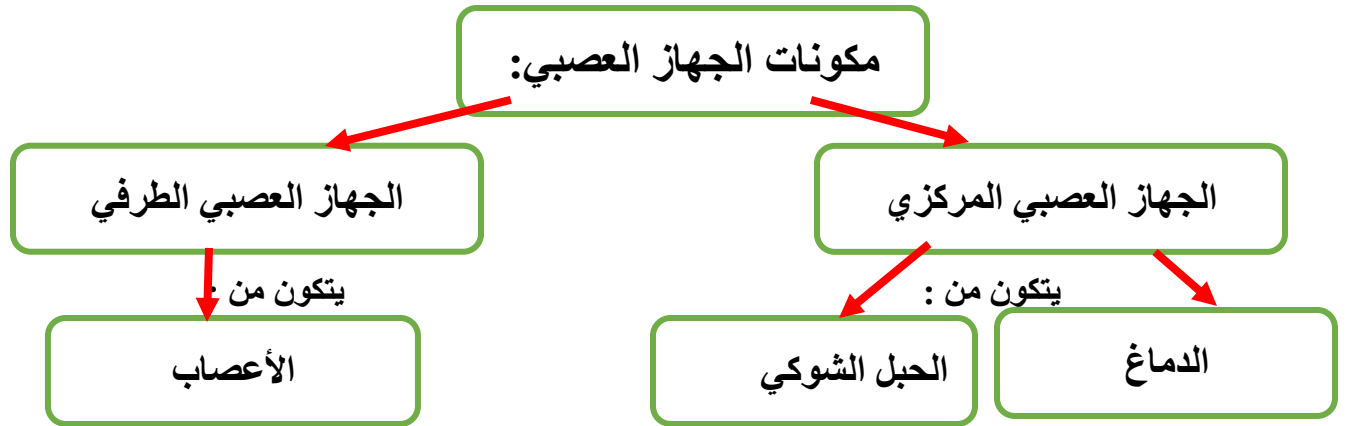 مكونات الجهاز العصبي:
الجهاز العصبي المركزي
الجهاز العصبي الطرفي
يتكون من :
يتكون من :
الدماغ
الحبل الشوكي
الأعصاب